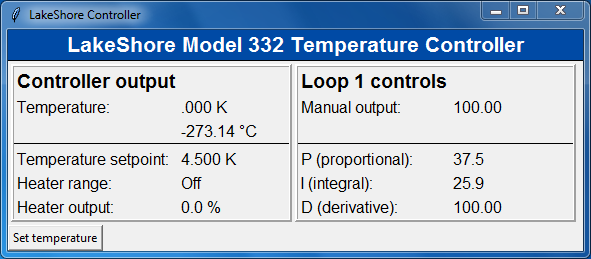 LakeShore Controller
LakeShore Model 332 Temperature Controller
Controller output
Temperature: .000 K
-273.14 °C
Temperature setpoint: 4.500 K
Heater range: Off
Heater output: 0.0 %
Loop 1 controls
Manual output: 100.00
P (proportional): 37.5
I (integral): 25.9
D (derivative): 100.00
Set temperature